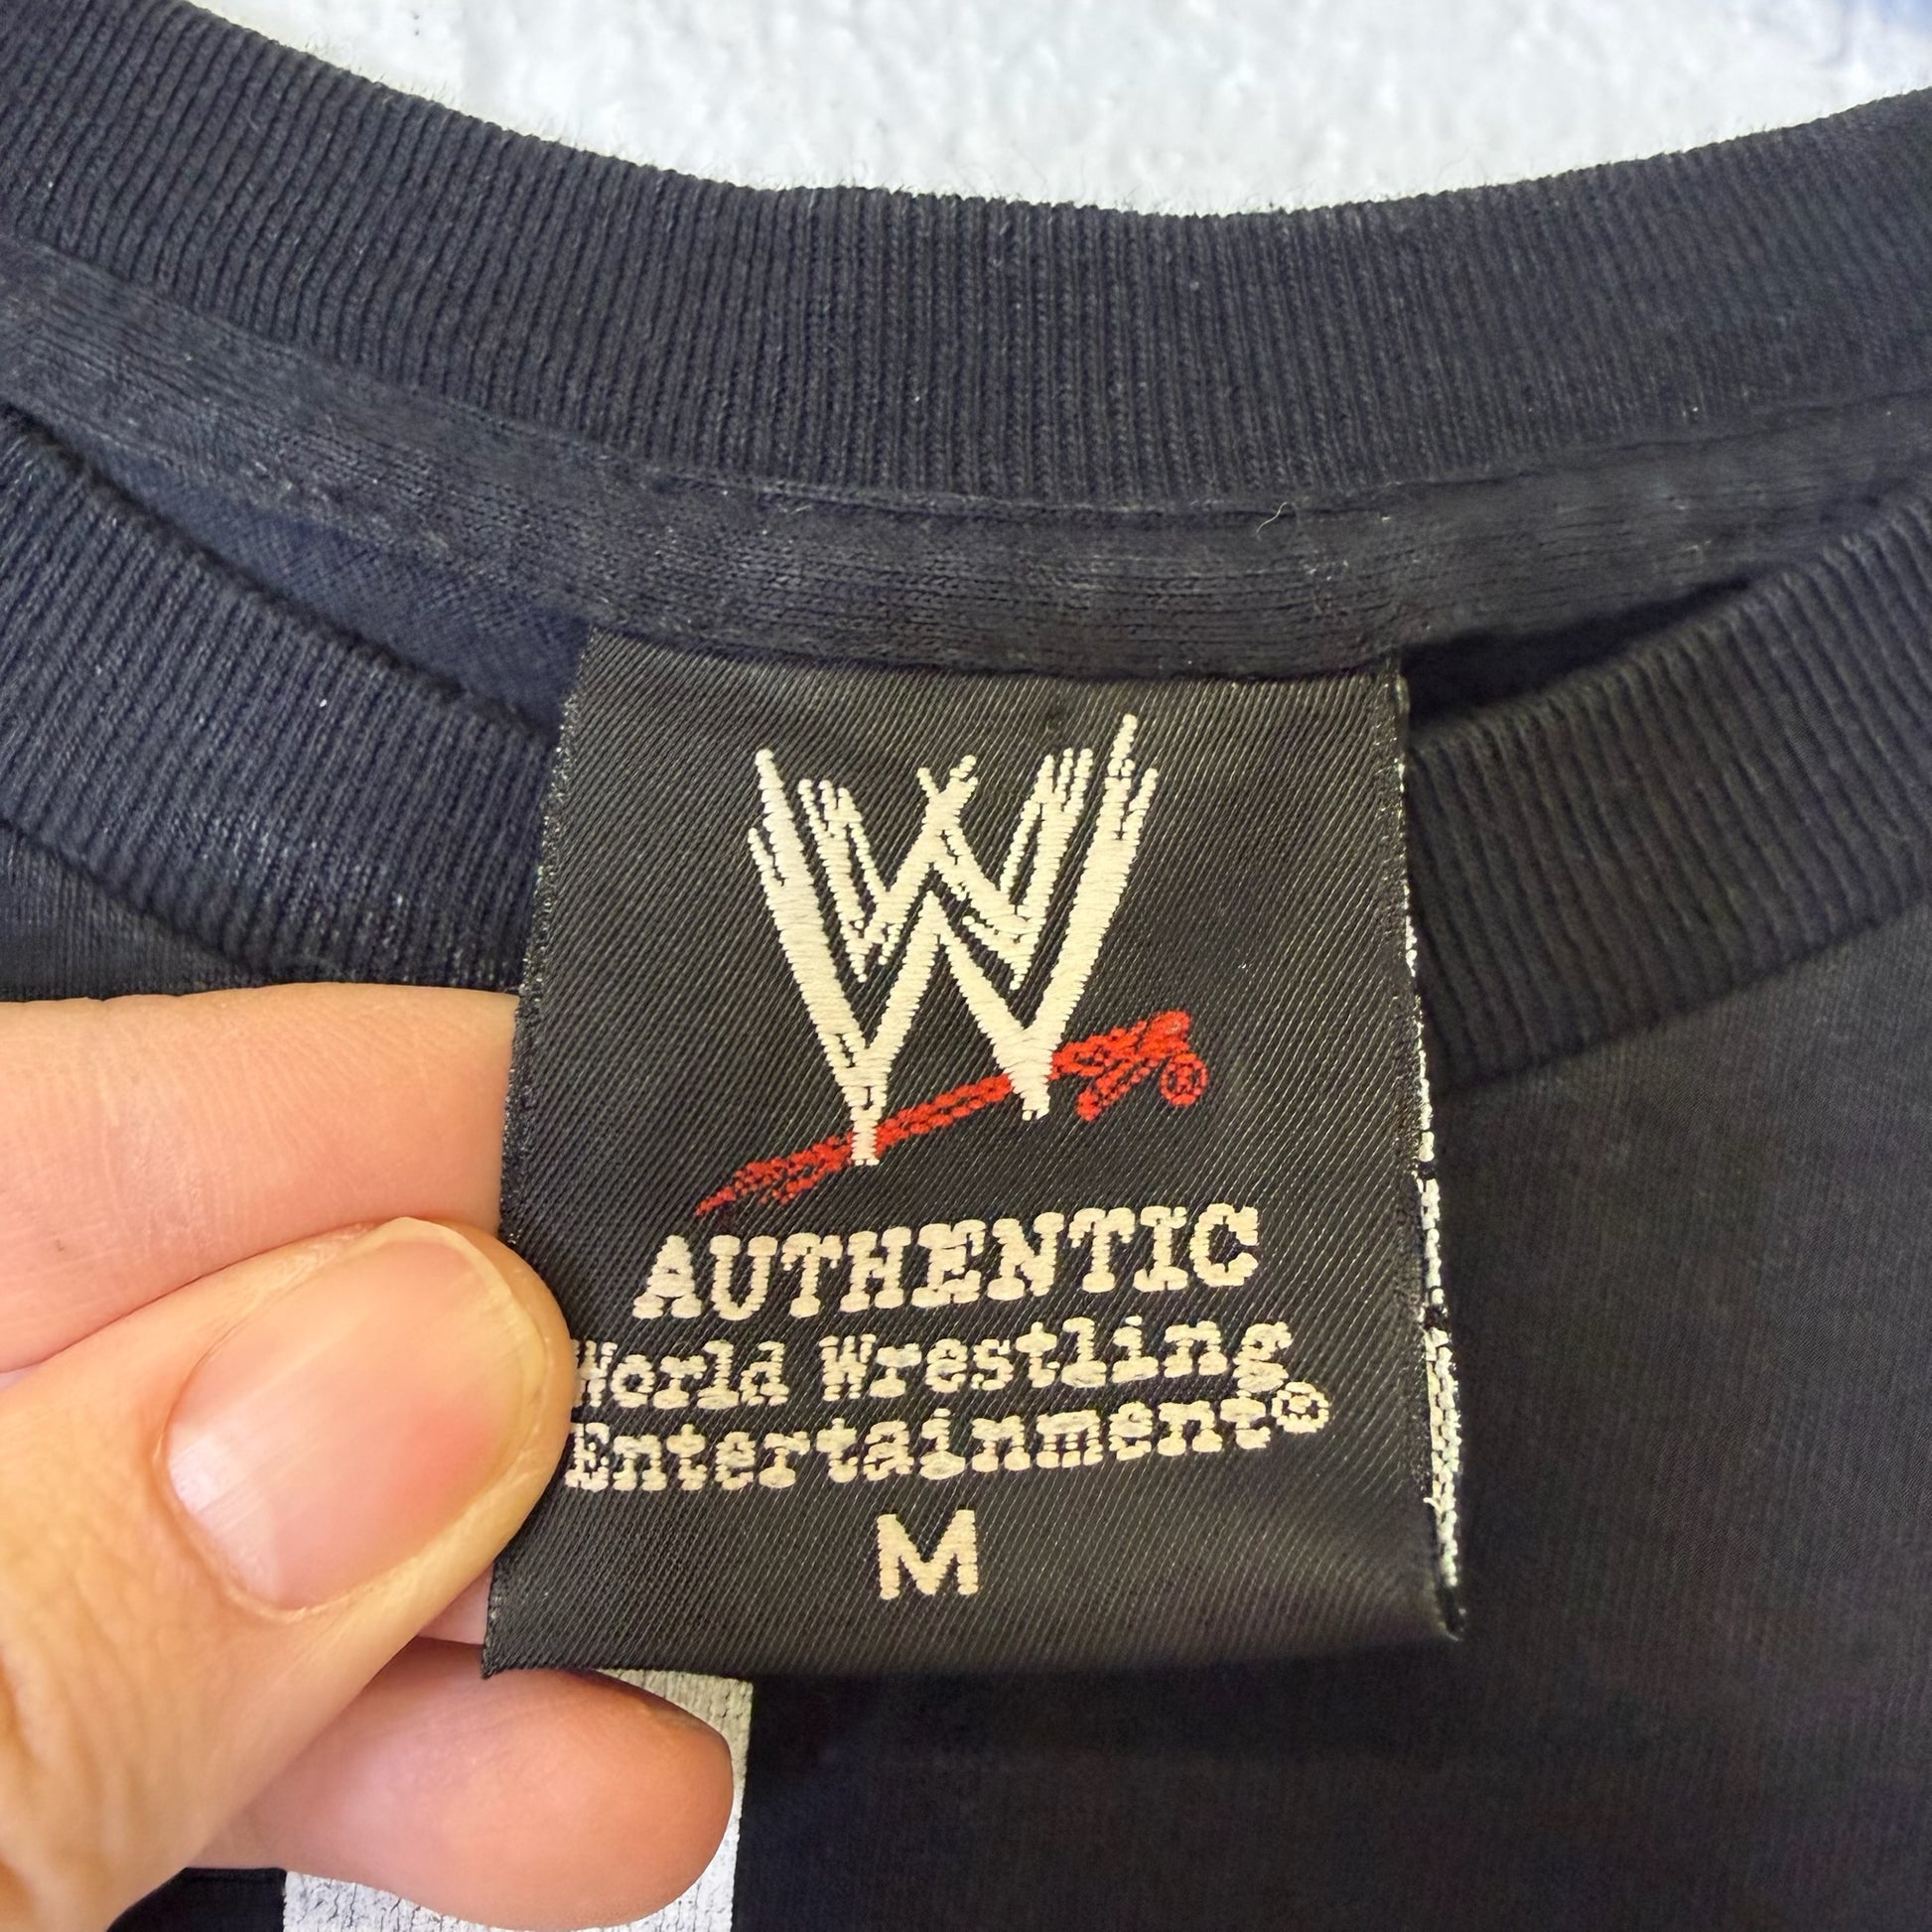 W
®
AUTHENTIC
World Wrestling
Entertainment®
M